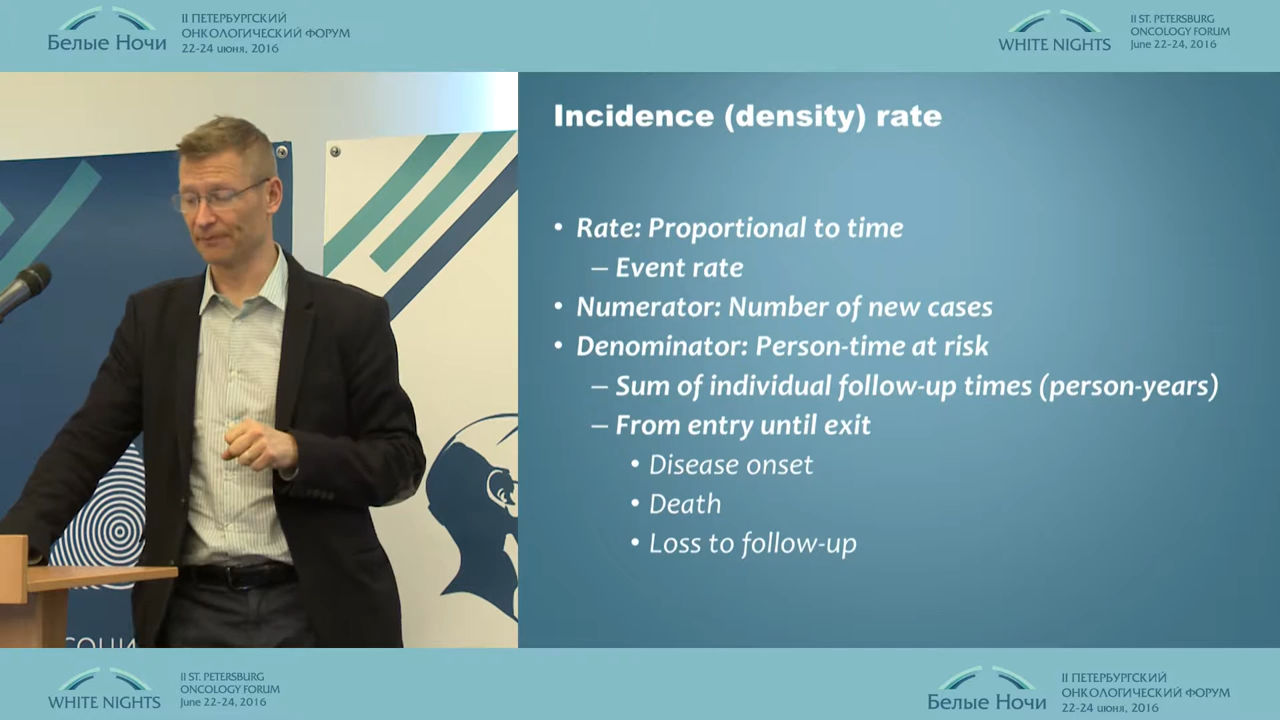 II ПЕТЕРБУРГСКИЙ
ОНКОЛОГИЧЕСКИЙ ФОРУМ
Белые Ночи
22-24 июня, 2016
II ST. PETERSBURG
ONCOLOGY FORUM
WHITE NIGHTS
June 22-24, 2016
Incidence (density) rate
• Rate: Proportional to time
– Event rate
• Numerator: Number of new cases
• Denominator: Person-time at risk
– Sum of individual follow-up times (person-years)
– From entry until exit
• Disease onset
• Death
• Loss to follow-up
II ST. PETERSBURG
ONCOLOGY FORUM
WHITE NIGHTS
June 22-24, 2016
II ПЕТЕРБУРГСКИЙ
ОНКОЛОГИЧЕСКИЙ ФОРУМ
Белые Ночи
22-24 июня, 2016